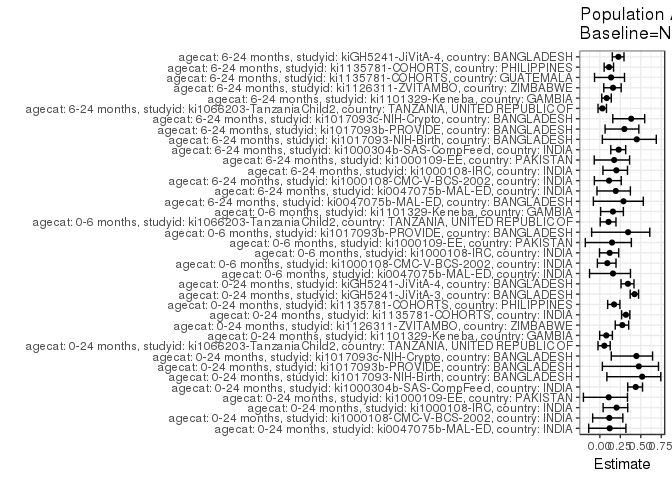 Population A
Baseline=N
agecat: 6-24 months, studyid: kiGH5241-JiVitA-4, country: BANGLADESH
agecat: 6-24 months, studyid: ki1135781-COHORTS, country: PHILIPPINES
agecat: 6-24 months, studyid: ki1135781-COHORTS, country: GUATEMALA
agecat: 6-24 months, studyid: ki1126311-ZVITAMBO, country: ZIMBABWE
agecat: 6-24 months, studyid: ki1101329-Keneba, country: GAMBIA
agecat: 6-24 months, studyid: ki1066203-TanzaniaChild2, country: TANZANIA, UNITED REPUBLIC OF
agecat: 6-24 months, studyid: ki1017093c-NIH-Crypto, country: BANGLADESH
agecat: 6-24 months, studyid: ki1017093b-PROVIDE, country: BANGLADESH
agecat: 6-24 months, studyid: ki1017093-NIH-Birth, country: BANGLADESH
agecat: 6-24 months, studyid: ki1000304b-SAS-CompFeed, country: INDIA
agecat: 6-24 months, studyid: ki1000109-EE, country: PAKISTAN
agecat: 6-24 months, studyid: ki1000108-IRC, country: INDIA
agecat: 6-24 months, studyid: ki1000108-CMC-V-BCS-2002, country: INDIA
agecat: 6-24 months, studyid: ki0047075b-MAL-ED, country: INDIA
agecat: 6-24 months, studyid: ki0047075b-MAL-ED, country: BANGLADESH
agecat: 0-6 months, studyid: ki1101329-Keneba, country: GAMBIA
agecat: 0-6 months, studyid: ki1066203-TanzaniaChild2, country: TANZANIA, UNITED REPUBLIC OF
agecat: 0-6 months, studyid: ki1017093b-PROVIDE, country: BANGLADESH
agecat: 0-6 months, studyid: ki1000109-EE, country: PAKISTAN
agecat: 0-6 months, studyid: ki1000108-IRC, country: INDIA
agecat: 0-6 months, studyid: ki1000108-CMC-V-BCS-2002, country: INDIA
agecat: 0-6 months, studyid: ki0047075b-MAL-ED, country: INDIA
agecat: 0-24 months, studyid: kiGH5241-JiVitA-4, country: BANGLADESH
agecat: 0-24 months, studyid: kiGH5241-JiVitA-3, country: BANGLADESH
agecat: 0-24 months, studyid: ki1135781-COHORTS, country: PHILIPPINES
agecat: 0-24 months, studyid: ki1135781-COHORTS, country: INDIA
agecat: 0-24 months, studyid: ki1126311-ZVITAMBO, country: ZIMBABWE
agecat: 0-24 months, studyid: ki1101329-Keneba, country: GAMBIA
agecat: 0-24 months, studyid: ki1066203-TanzaniaChild2, country: TANZANIA, UNITED REPUBLIC OF
agecat: 0-24 months, studyid: ki1017093c-NIH-Crypto, country: BANGLADESH
agecat: 0-24 months, studyid: ki1017093b-PROVIDE, country: BANGLADESH
agecat: 0-24 months, studyid: ki1017093-NIH-Birth, country: BANGLADESH
agecat: 0-24 months, studyid: ki1000304b-SAS-CompFeed, country: INDIA
agecat: 0-24 months, studyid: ki1000109-EE, country: PAKISTAN
agecat: 0-24 months, studyid: ki1000108-IRC, country: INDIA
agecat: 0-24 months, studyid: ki1000108-CMC-V-BCS-2002, country: INDIA
agecat: 0-24 months, studyid: ki0047075b-MAL-ED, country: INDIA
0.00 0.25 0.50 0.75
Estimate